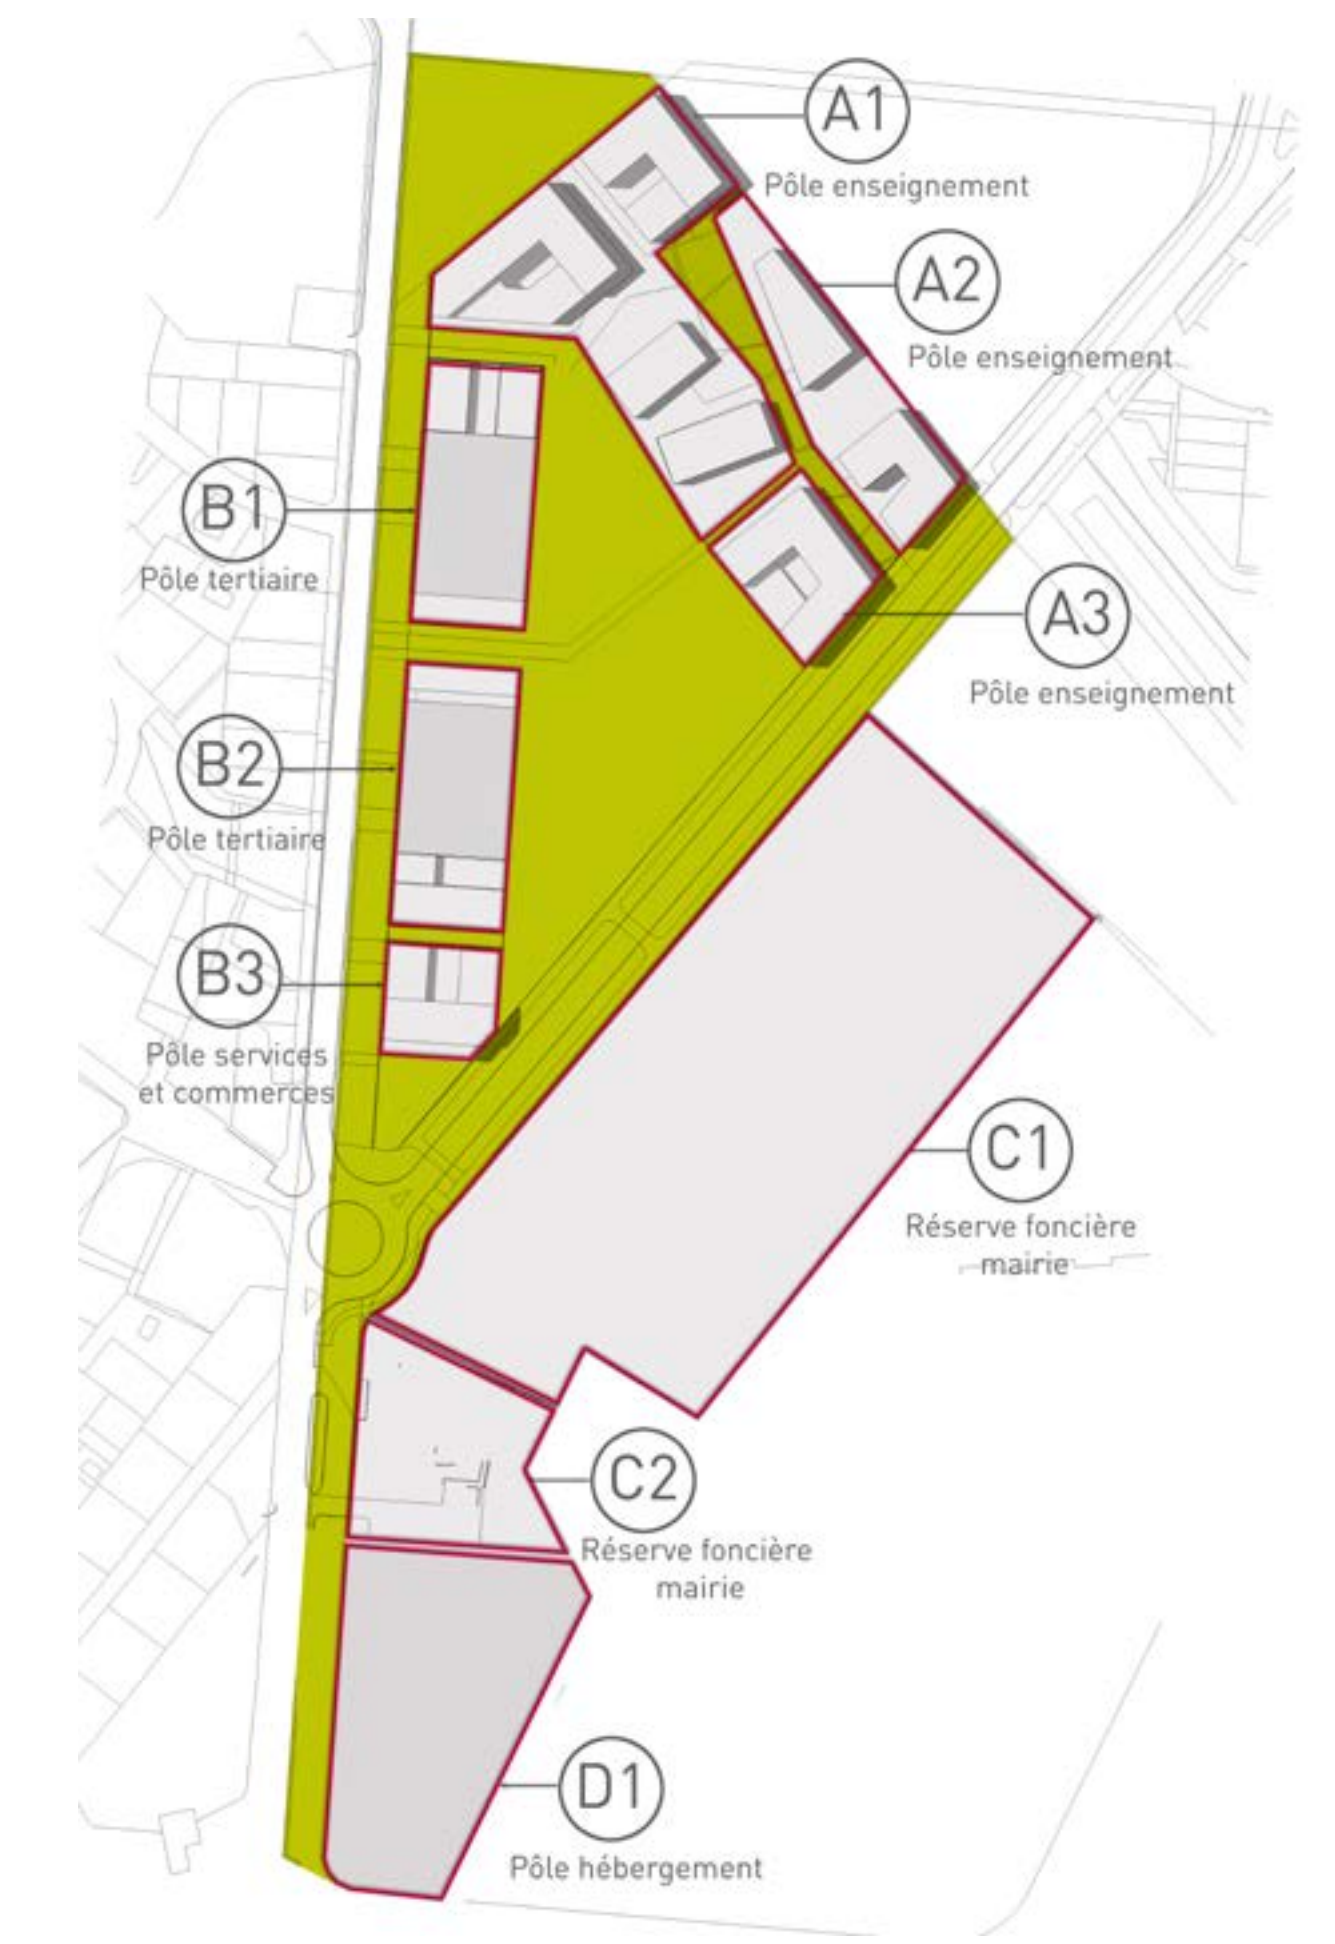 A1
Pôle enseignement
A2
Pôle enseignement
B1
Pôle tertiaire
A3
Pôle enseignement
B2
Pôle tertiaire
B3
Pôle services
et commerces
C1
Réserve foncière
mairie
C2
Réserve foncière
mairie
D1
Pôle hébergement